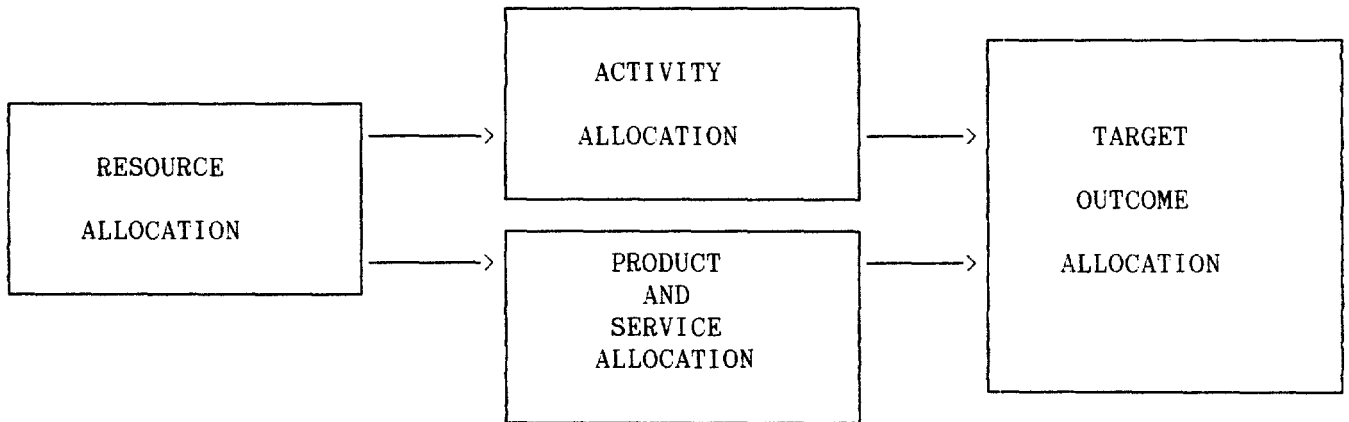 RESOURCE
ALLOCATION
ACTIVITY
ALLOCATION
PRODUCT
AND
SERVICE
ALLOCATION
TARGET
OUTCOME
ALLOCATION